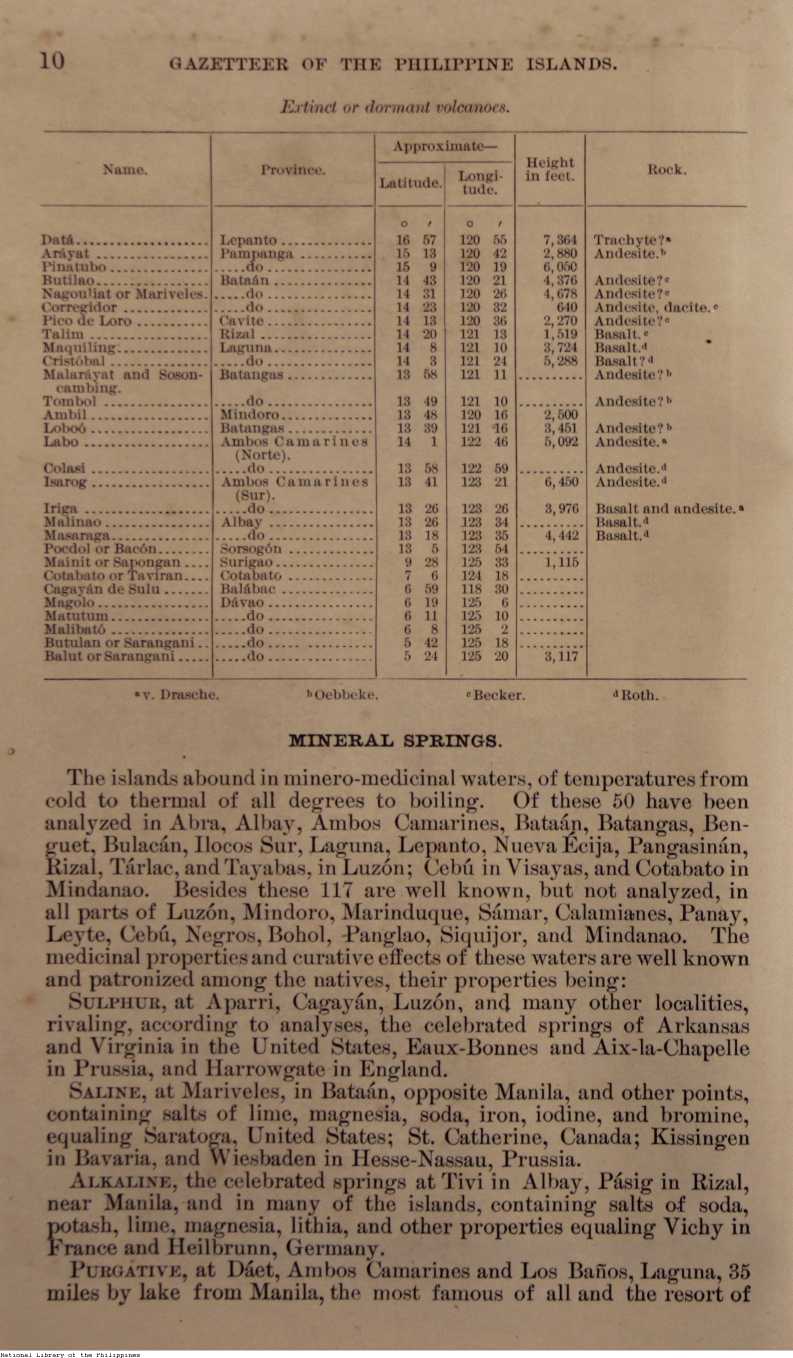 10 GAZETTEER OF THE PHILIPPINE ISLANDS.
Extinct or dormant volcanoes.
Name. Province. Approximate— Latitude. Longi-tude. Height in feet. Rock.
° ′ ° ′
Datá................... Lepanto ............. 16 57 120 55 7,364 Trachyte?ᵃ
Aráyat ................ Pampanga ........... 15 13 120 42 2,880 Andesite.ᵇ
Pinatubo............... .....do ............... 15 9 120 19 6,050
Butilao................ Bataán .............. 14 43 120 21 4,376 Andesite?ᶜ
Nagouliat or Mariveles. .....do ............... 14 31 120 26 4,678 Andesite?ᶜ
Corregidor ............ .....do ............... 14 23 120 32 640 Andesite, dacite.ᶜ
Pico de Loro .......... Cavite............... 14 13 120 36 2,270 Andesite?ᶜ
Talim ................. Rizal ............... 14 20 121 13 1,519 Basalt.ᶜ
Maquiling.............. Laguna............... 14 8 121 10 3,724 Basalt.ᵈ
Cristóbal ............. .....do ............... 14 3 121 24 5,288 Basalt?ᵈ
Malaráyat and Soson- Batangas ............ 13 58 121 11 .......... Andesite?ᵇ
cambing.
Tombol ................ .....do ............... 13 49 121 10 .......... Andesite?ᵇ
Ambil.................. Mindoro.............. 13 48 120 16 2,500
Loboó ................. Batangas ............ 13 39 121 16 3,451 Andesite?ᵇ
Labo .................. Ambos Camarines 14 1 122 46 5,092 Andesite.ᵃ
(Norte).
Colasi ................ .....do ............... 13 58 122 59 .......... Andesite.ᵈ
Isarog ................ Ambos Camarines 13 41 123 21 6,450 Andesite.ᵈ
(Sur).
Iriga ................. .....do ............... 13 26 123 26 3,976 Basalt and andesite.ᵃ
Malinao ............... Albay ............... 13 26 123 34 .......... Basalt.ᵈ
Masaraga............... .....do ............... 13 18 123 35 4,442 Basalt.ᵈ
Pocdol or Bacón........ Sorsogón ............ 13 5 123 54 ..........
Mainit or Sapongan .... Surigao.............. 9 28 125 33 1,115
Cotabato or Taviran.... Cotabato ............ 7 6 124 18 ..........
Cagayán de Sulu ....... Balábac ............. 6 59 118 30 ..........
Magolo................. Dávao ............... 6 19 125 6 ..........
Matutum................ .....do ............... 6 11 125 10 ..........
Malibató .............. .....do ............... 6 8 125 2 ..........
Butulan or Sarangani .. .....do ............... 5 42 125 18 ..........
Balut or Sarangani ..... .....do ............... 5 24 125 20 3,117
ᵃ v. Drasche. ᵇ Oebbeke. ᶜ Becker. ᵈ Roth.
MINERAL SPRINGS.
The islands abound in minero-medicinal waters, of temperatures from
cold to thermal of all degrees to boiling. Of these 50 have been
analyzed in Abra, Albay, Ambos Camarines, Bataán, Batangas, Ben-
guet, Bulacán, Ilocos Sur, Laguna, Lepanto, Nueva Écija, Pangasinán,
Rizal, Tárlac, and Tayabas, in Luzón; Cebú in Visayas, and Cotabato in
Mindanao. Besides these 117 are well known, but not analyzed, in
all parts of Luzón, Mindoro, Marinduque, Sámar, Calamianes, Panay,
Leyte, Cebú, Negros, Bohol, Panglao, Siquijor, and Mindanao. The
medicinal properties and curative effects of these waters are well known
and patronized among the natives, their properties being:
SULPHUR, at Aparri, Cagayán, Luzón, and many other localities,
rivaling, according to analyses, the celebrated springs of Arkansas
and Virginia in the United States, Eaux-Bonnes and Aix-la-Chapelle
in Prussia, and Harrowgate in England.
SALINE, at Mariveles, in Bataán, opposite Manila, and other points,
containing salts of lime, magnesia, soda, iron, iodine, and bromine,
equaling Saratoga, United States; St. Catherine, Canada; Kissingen
in Bavaria, and Wiesbaden in Hesse-Nassau, Prussia.
ALKALINE, the celebrated springs at Tivi in Albay, Pásig in Rizal,
near Manila, and in many of the islands, containing salts of soda,
potash, lime, magnesia, lithia, and other properties equaling Vichy in
France and Heilbrunn, Germany.
PURGATIVE, at Dáet, Ambos Camarines and Los Baños, Laguna, 35
miles by lake from Manila, the most famous of all and the resort of
National Library of the Philippines